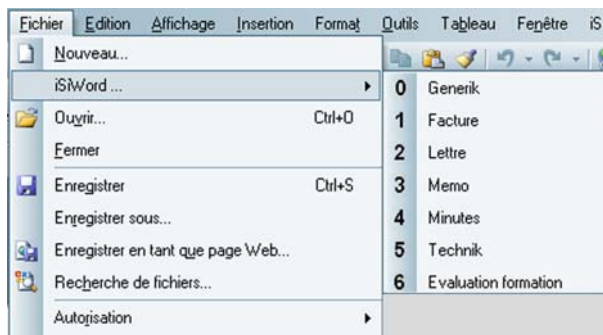 Fichier Edition Affichage Insertion Format Outils Tableau Fenêtre iS
Nouveau...
iSiWord ...
Ouvrir... Ctrl+O
Fermer
Enregistrer Ctrl+S
Enregistrer sous...
Enregistrer en tant que page Web...
Recherche de fichiers...
Autorisation
0 Generik
1 Facture
2 Lettre
3 Memo
4 Minutes
5 Technik
6 Evaluation formation